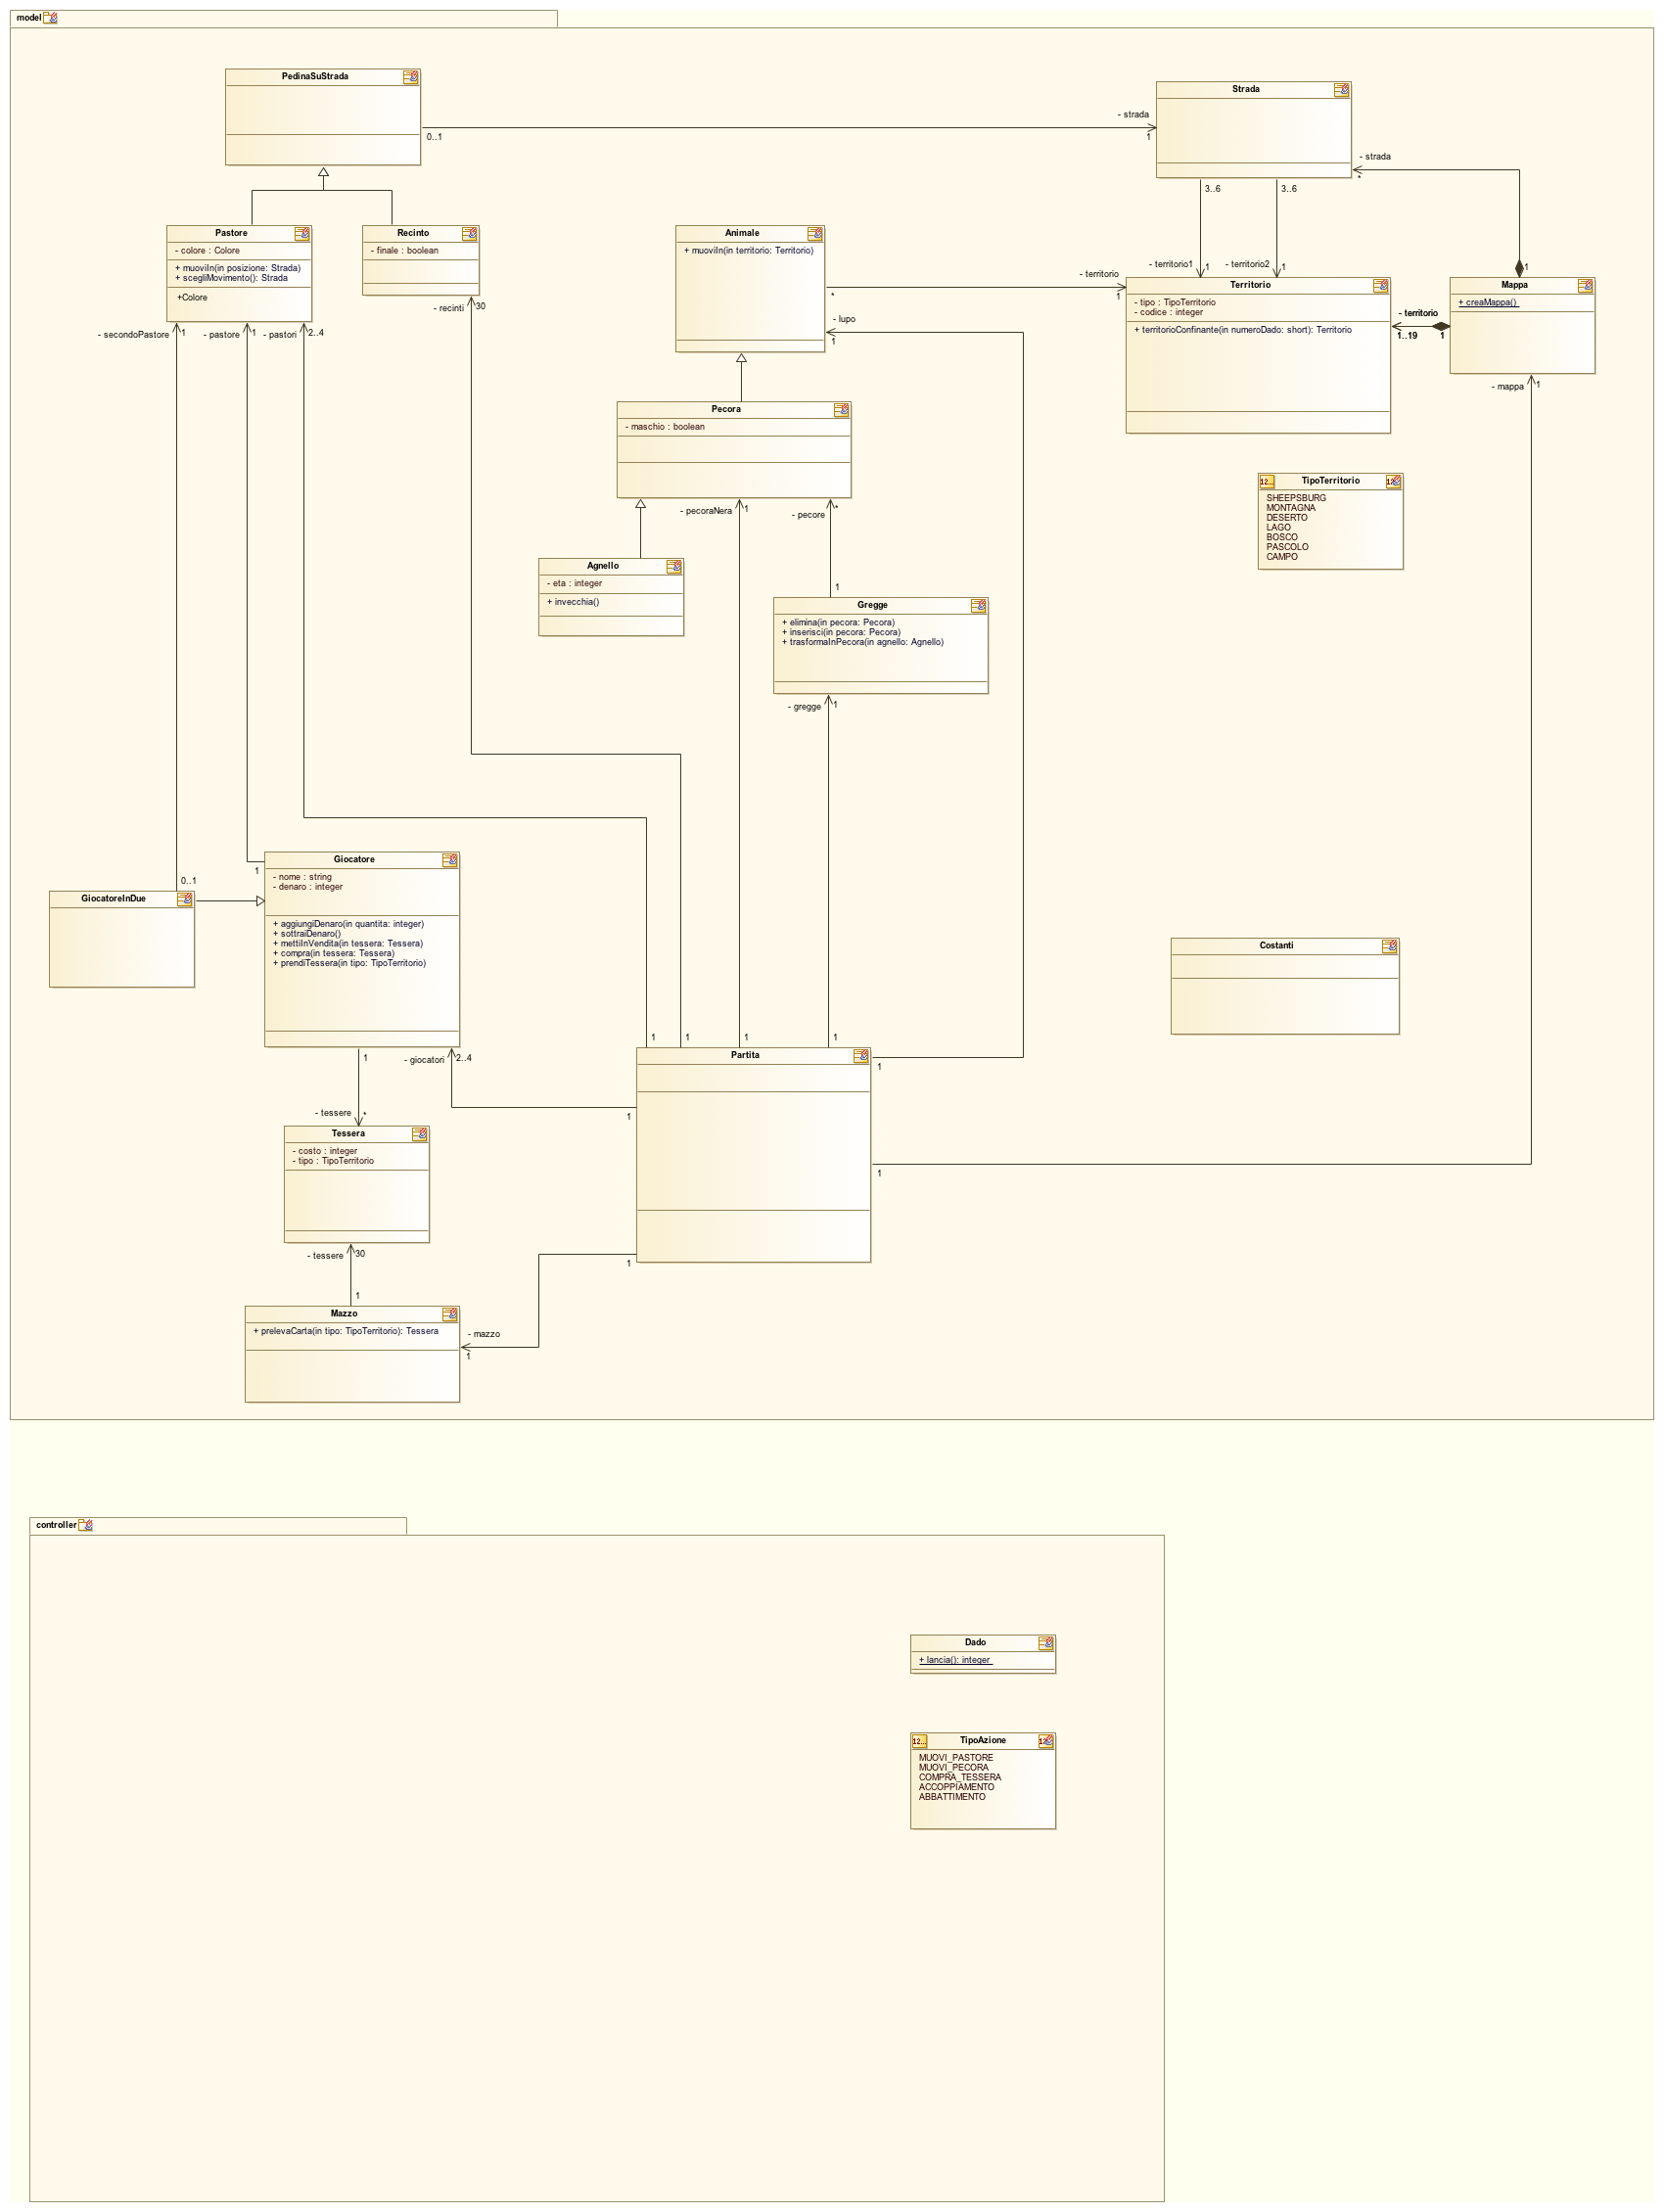 model
PedinaSuStrada
0..1
- strada
1
Strada
- strada
*
3..6
3..6
Pastore
- colore : Colore
+ muoviIn(in posizione: Strada)
+ scegliMovimento(): Strada
+Colore
Recinto
- finale : boolean
Animale
+ muoviIn(in territorio: Territorio)
*
- territorio
1
- territorio1
1
- territorio2
1
Territorio
- tipo : TipoTerritorio
- codice : integer
+ territorioConfinante(in numeroDado: short): Territorio
- territorio
1..19
1
1
Mappa
+ creaMappa()
- mappa
1
- secondoPastore
1
- pastore
1
- pastori
2..4
- recinti
30
- lupo
1
Pecora
- maschio : boolean
- pecoraNera
1
- pecore
*
TipoTerritorio
12...
SHEEPSBURG
MONTAGNA
DESERTO
LAGO
BOSCO
PASCOLO
CAMPO
Agnello
- eta : integer
+ invecchia()
1
Gregge
+ elimina(in pecora: Pecora)
+ inserisci(in pecora: Pecora)
+ trasformaInPecora(in agnello: Agnello)
- gregge
1
Giocatore
- nome : string
- denaro : integer
+ aggiungiDenaro(in quantita: integer)
+ sottraiDenaro()
+ mettiInVendita(in tessera: Tessera)
+ compra(in tessera: Tessera)
+ prendiTessera(in tipo: TipoTerritorio)
1
0..1
GiocatoreInDue
Costanti
1
- giocatori
2..4
1
1
1
1
Partita
1
1
1
1
- tessere
*
Tessera
- costo : integer
- tipo : TipoTerritorio
- tessere
30
1
Mazzo
+ prelevaCarta(in tipo: TipoTerritorio): Tessera
- mazzo
1
controller
Dado
+ lancia(): integer
12...
TipoAzione
MUOVI_PASTORE
MUOVI_PECORA
COMPRA_TESSERA
ACCOPPIAMENTO
ABBATTIMENTO